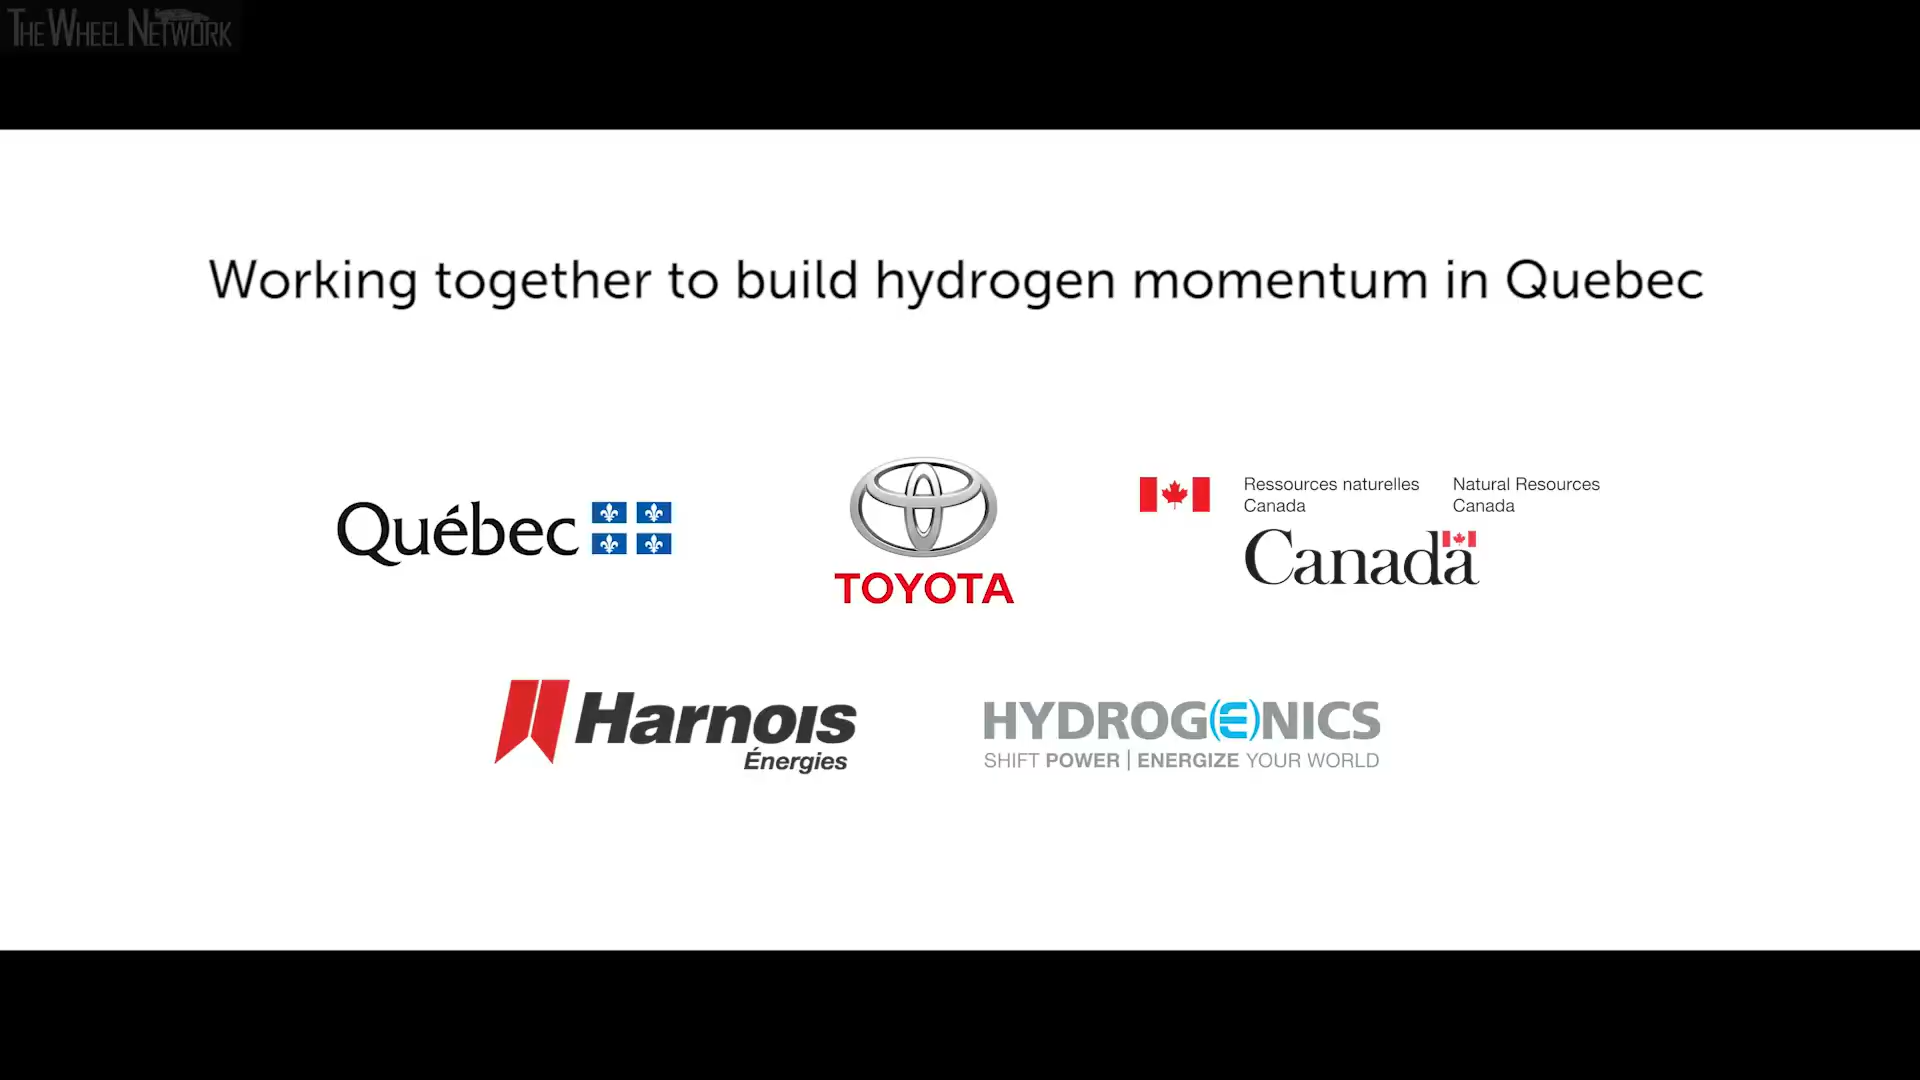 THE WHEEL NETWORK
Working together to build hydrogen momentum in Quebec
Québec
TOYOTA
Ressources naturelles
Canada
Natural Resources
Canada
Canada
Harnois
Énergies
HYDROGENICS
SHIFT POWER | ENERGIZE YOUR WORLD